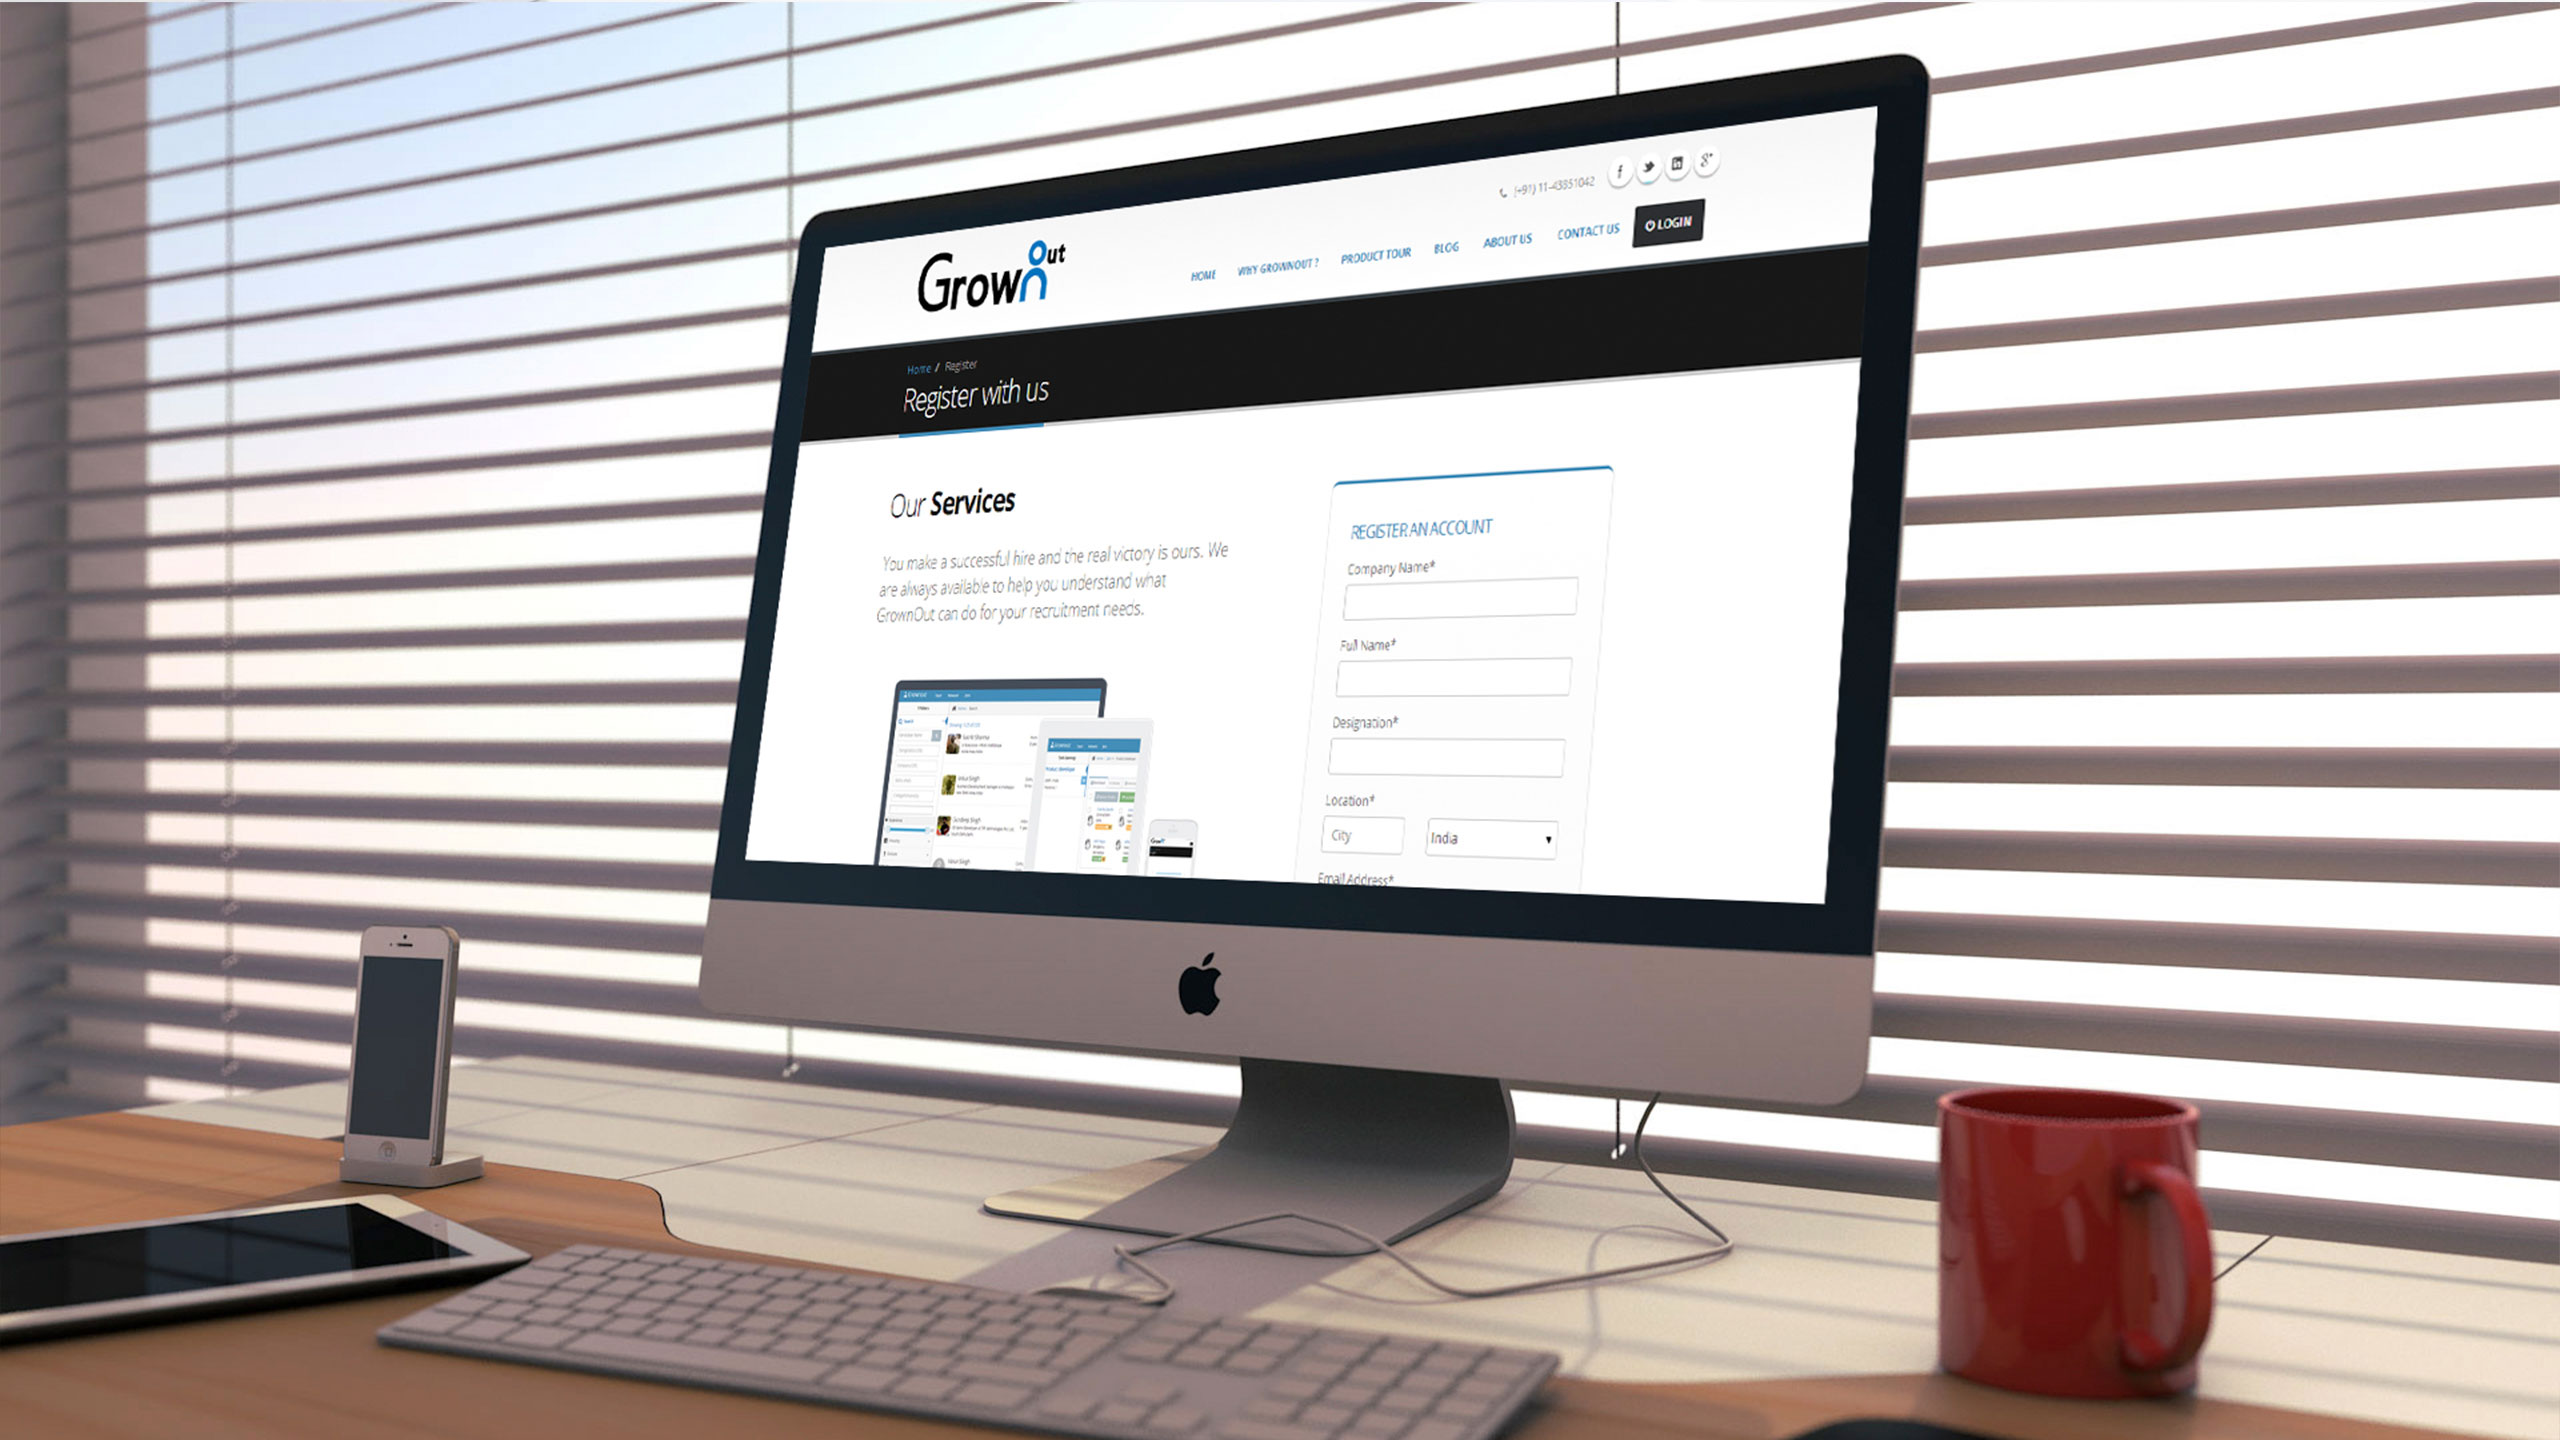 GrownOut
(+91) 11-43851042
HOME WHY GROWNOUT ? PRODUCT TOUR BLOG ABOUT US CONTACT US LOGIN
Home / Register
Register with us
Our Services
You make a successful hire and the real victory is ours. We
are always available to help you understand what
GrownOut can do for your recruitment needs.
REGISTER AN ACCOUNT
Company Name*
Full Name*
Designation*
Location*
City India
Email Address*